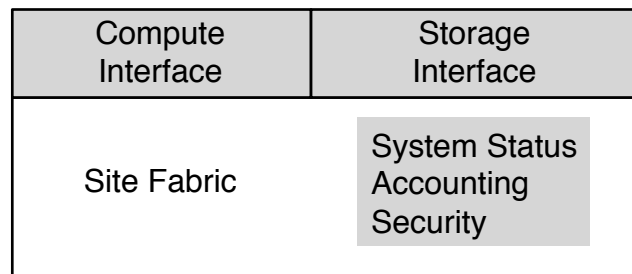 Compute
Interface
Storage
Interface
Site Fabric
System Status
Accounting
Security